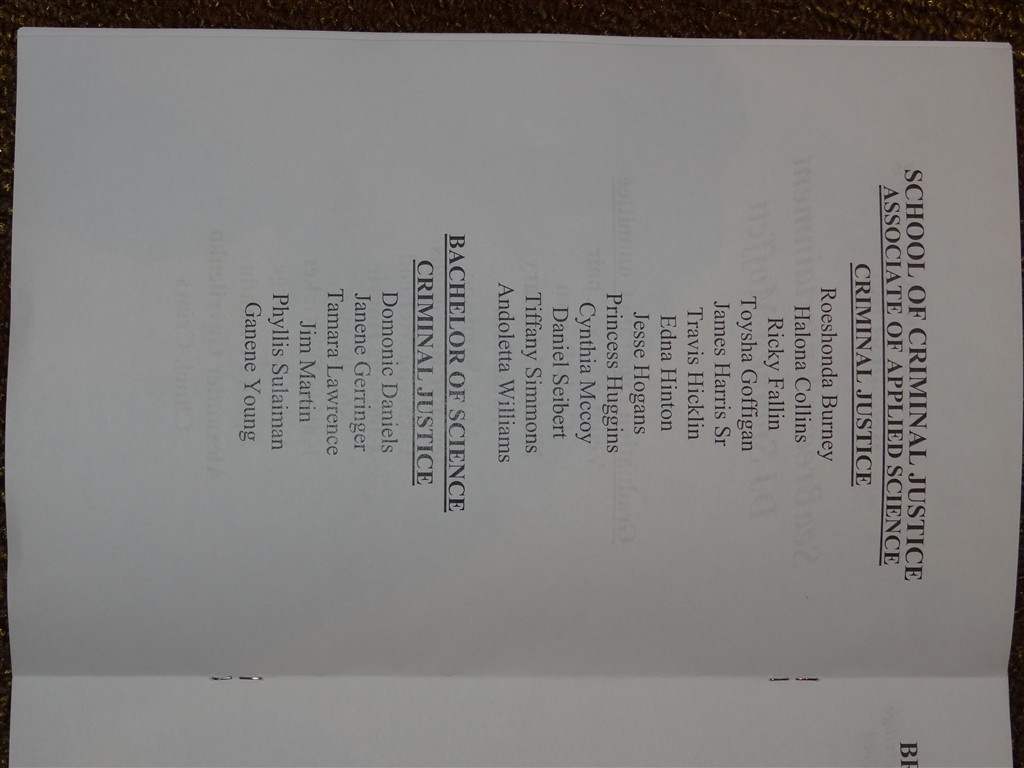 SCHOOL OF CRIMINAL JUSTICE
ASSOCIATE OF APPLIED SCIENCE
CRIMINAL JUSTICE
Roeshonda Burney
Halona Collins
Ricky Fallin
Toysha Goffigan
James Harris Sr
Travis Hicklin
Edna Hinton
Jesse Hogans
Princess Huggins
Cynthia Mccoy
Daniel Seibert
Tiffany Simmons
Andoletta Williams
BACHELOR OF SCIENCE
CRIMINAL JUSTICE
Domonic Daniels
Janene Gerringer
Tamara Lawrence
Jim Martin
Phyllis Sulaiman
Ganene Young